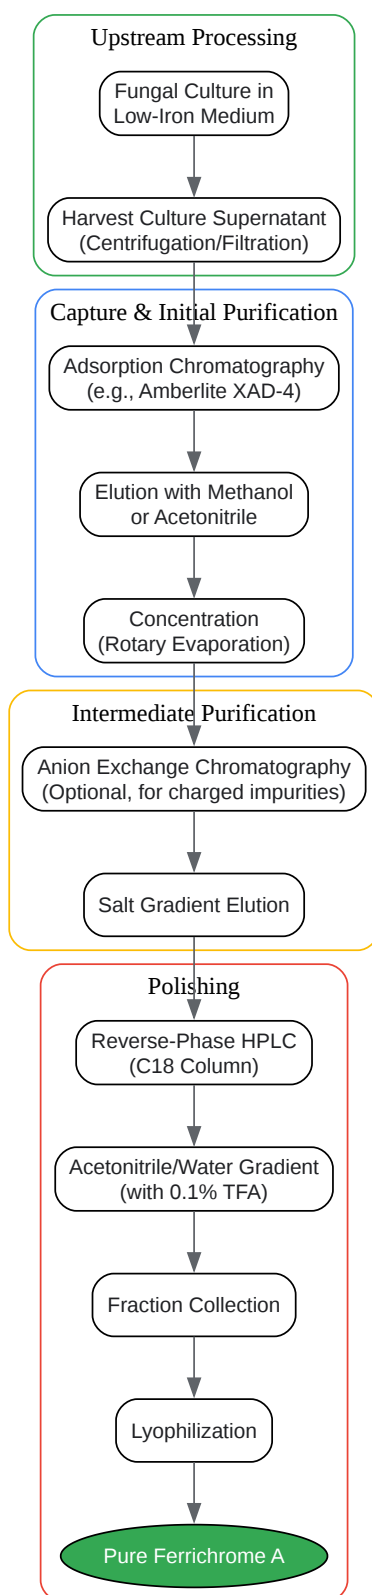 Upstream Processing
Fungal Culture in
Low-Iron Medium
Harvest Culture Supernatant
(Centrifugation/Filtration)
Capture & Initial Purification
Adsorption Chromatography
(e.g., Amberlite XAD-4)
Elution with Methanol
or Acetonitrile
Concentration
(Rotary Evaporation)
Intermediate Purification
Anion Exchange Chromatography
(Optional, for charged impurities)
Salt Gradient Elution
Polishing
Reverse-Phase HPLC
(C18 Column)
Acetonitrile/Water Gradient
(with 0.1% TFA)
Fraction Collection
Lyophilization
Pure Ferrichrome A